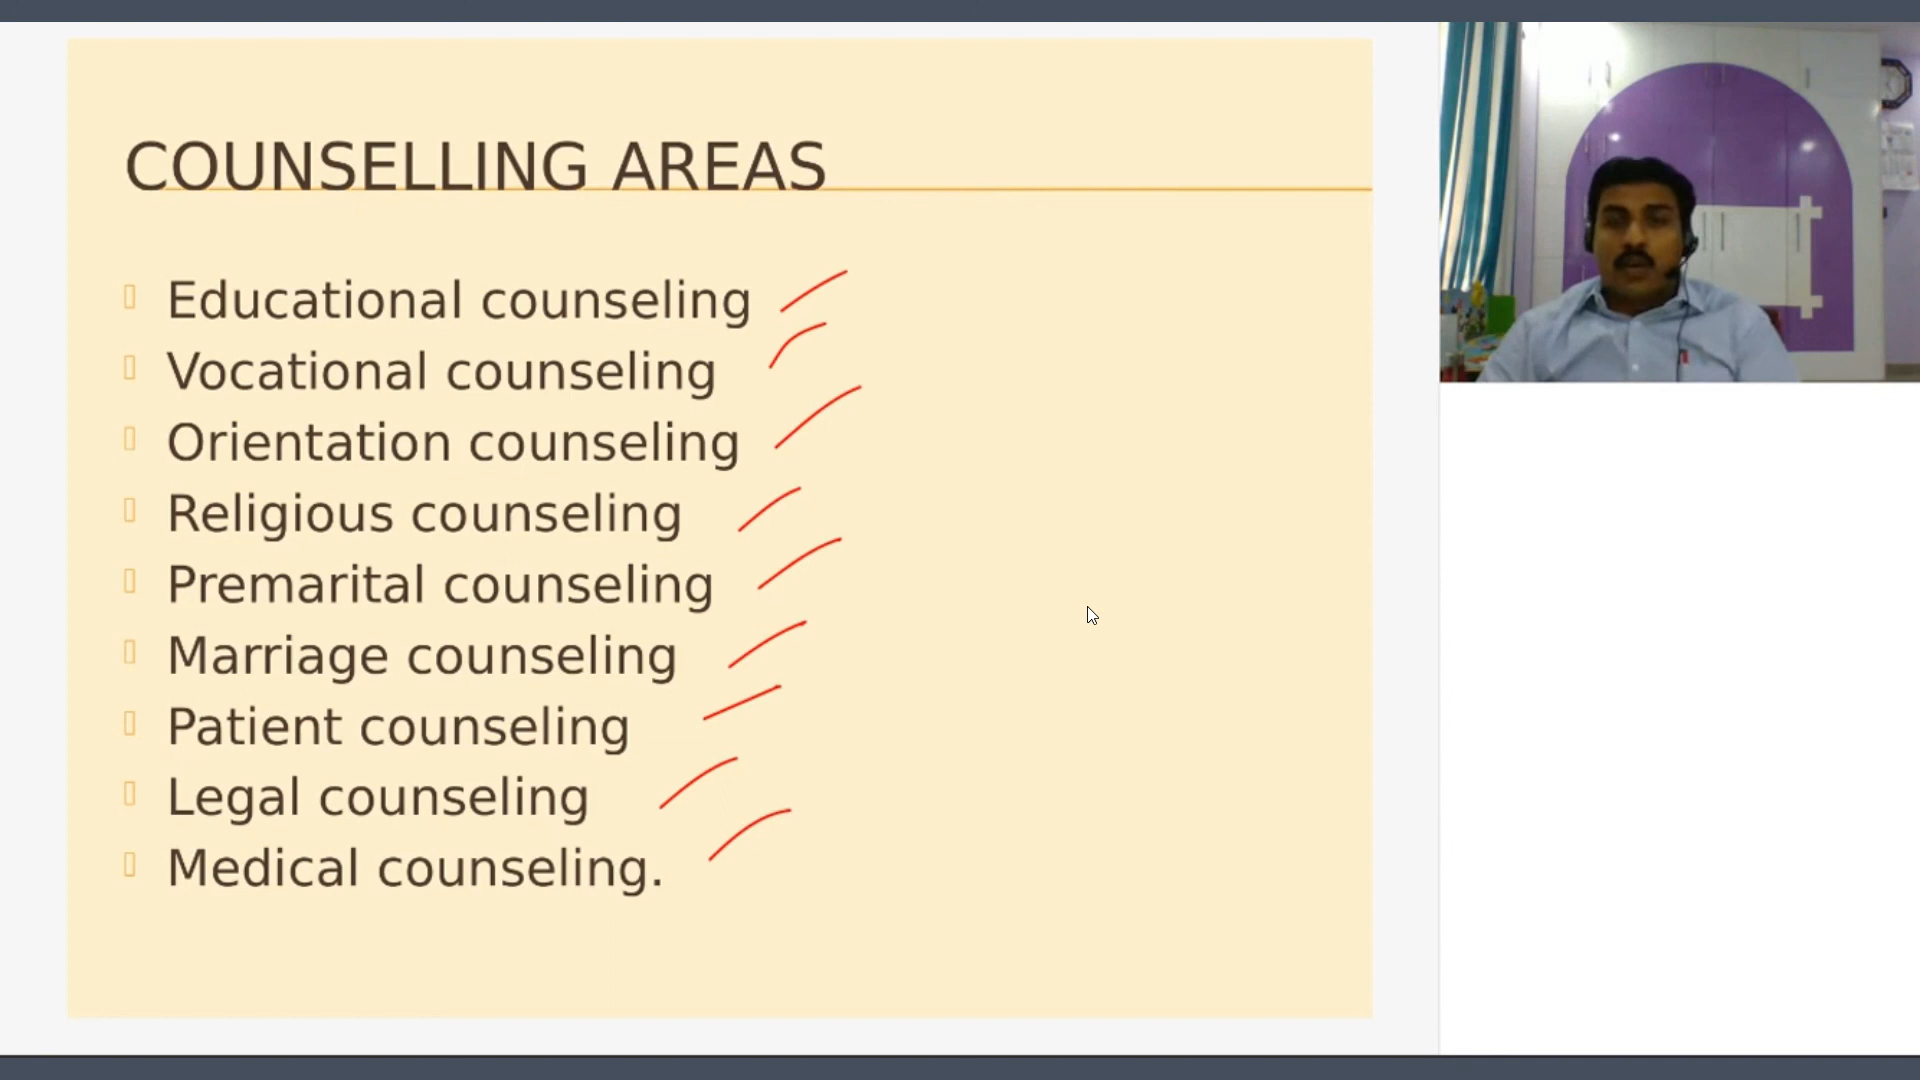 COUNSELLING AREAS
Educational counseling
Vocational counseling
Orientation counseling
Religious counseling
Premarital counseling
Marriage counseling
Patient counseling
Legal counseling
Medical counseling.